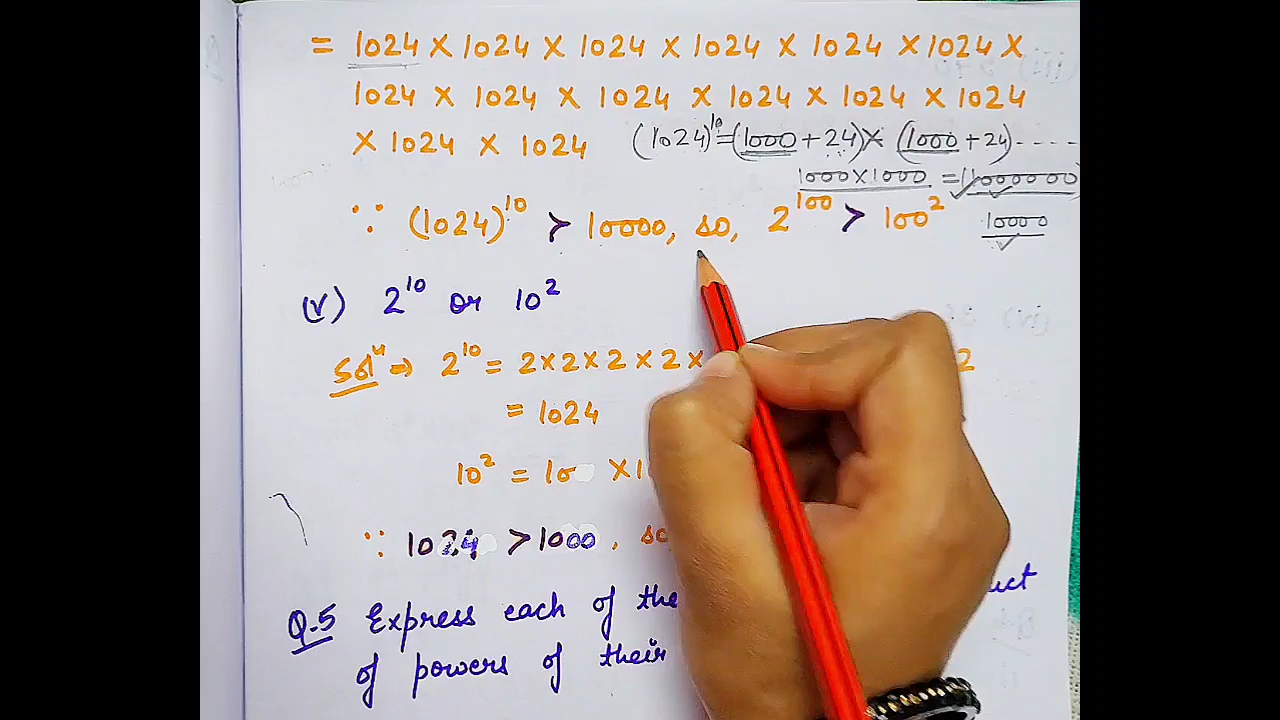 = 1024 × 1024 × 1024 × 1024 × 1024 × 1024 ×
1024 × 1024 × 1024 × 1024 × 1024 × 1024
× 1024 × 1024
(1024)¹⁰ = (1000 + 24) × (1000 + 24) - - - - -
1000 × 1000 = 1000000
∵ (1024)¹⁰ > 10000, so, 2¹⁰⁰ > 100²
10000
(v) 2¹⁰ or 10²
Solⁿ ⇒ 2¹⁰ = 2 × 2 × 2 × 2 × 2
= 1024
10² = 10 × 1
∵ 1024 > 1000, so
Q.5 Express each of the
of powers of their